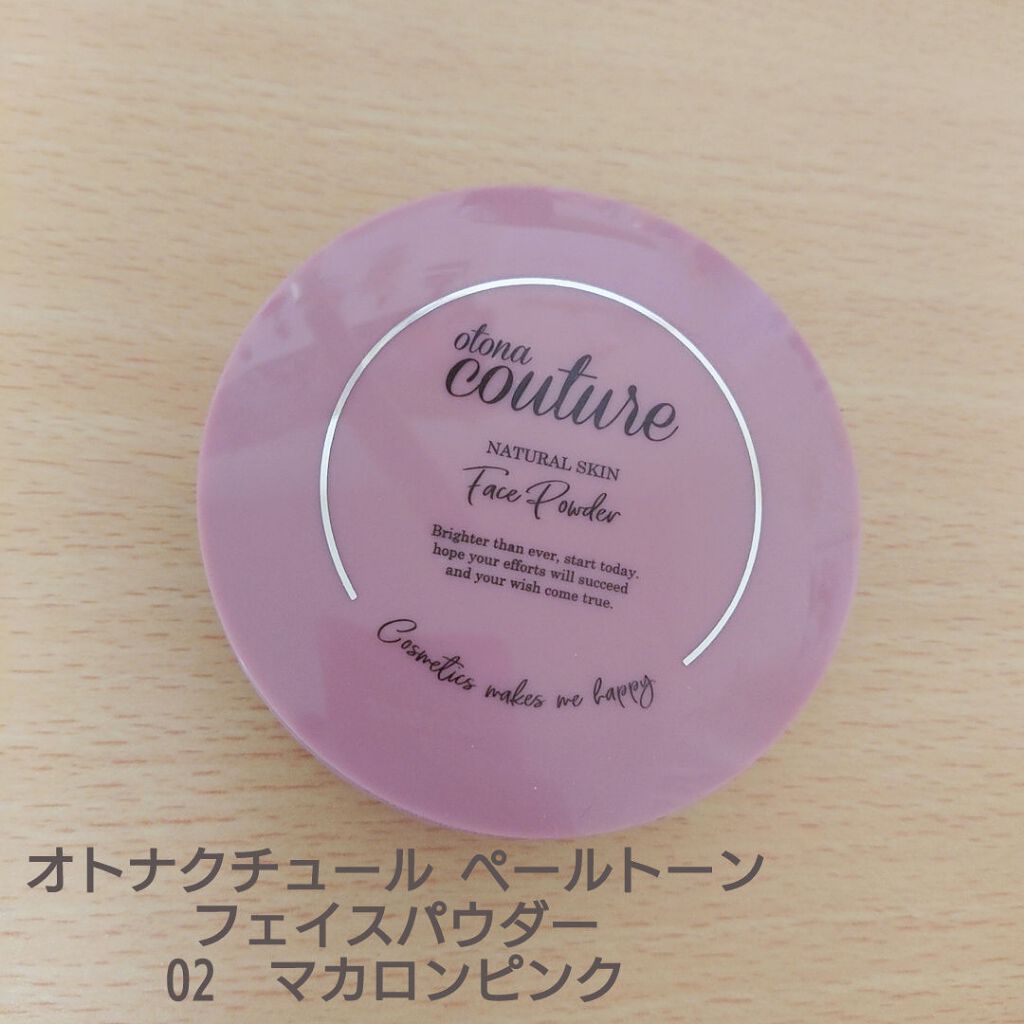 otona
couture
NATURAL SKIN
Face Powder
Brighter than ever, start today.
hope your efforts will succeed
and your wish come true.
Cosmetics makes me happy
オトナクチュール ペールトーン
フェイスパウダー
02　マカロンピンク